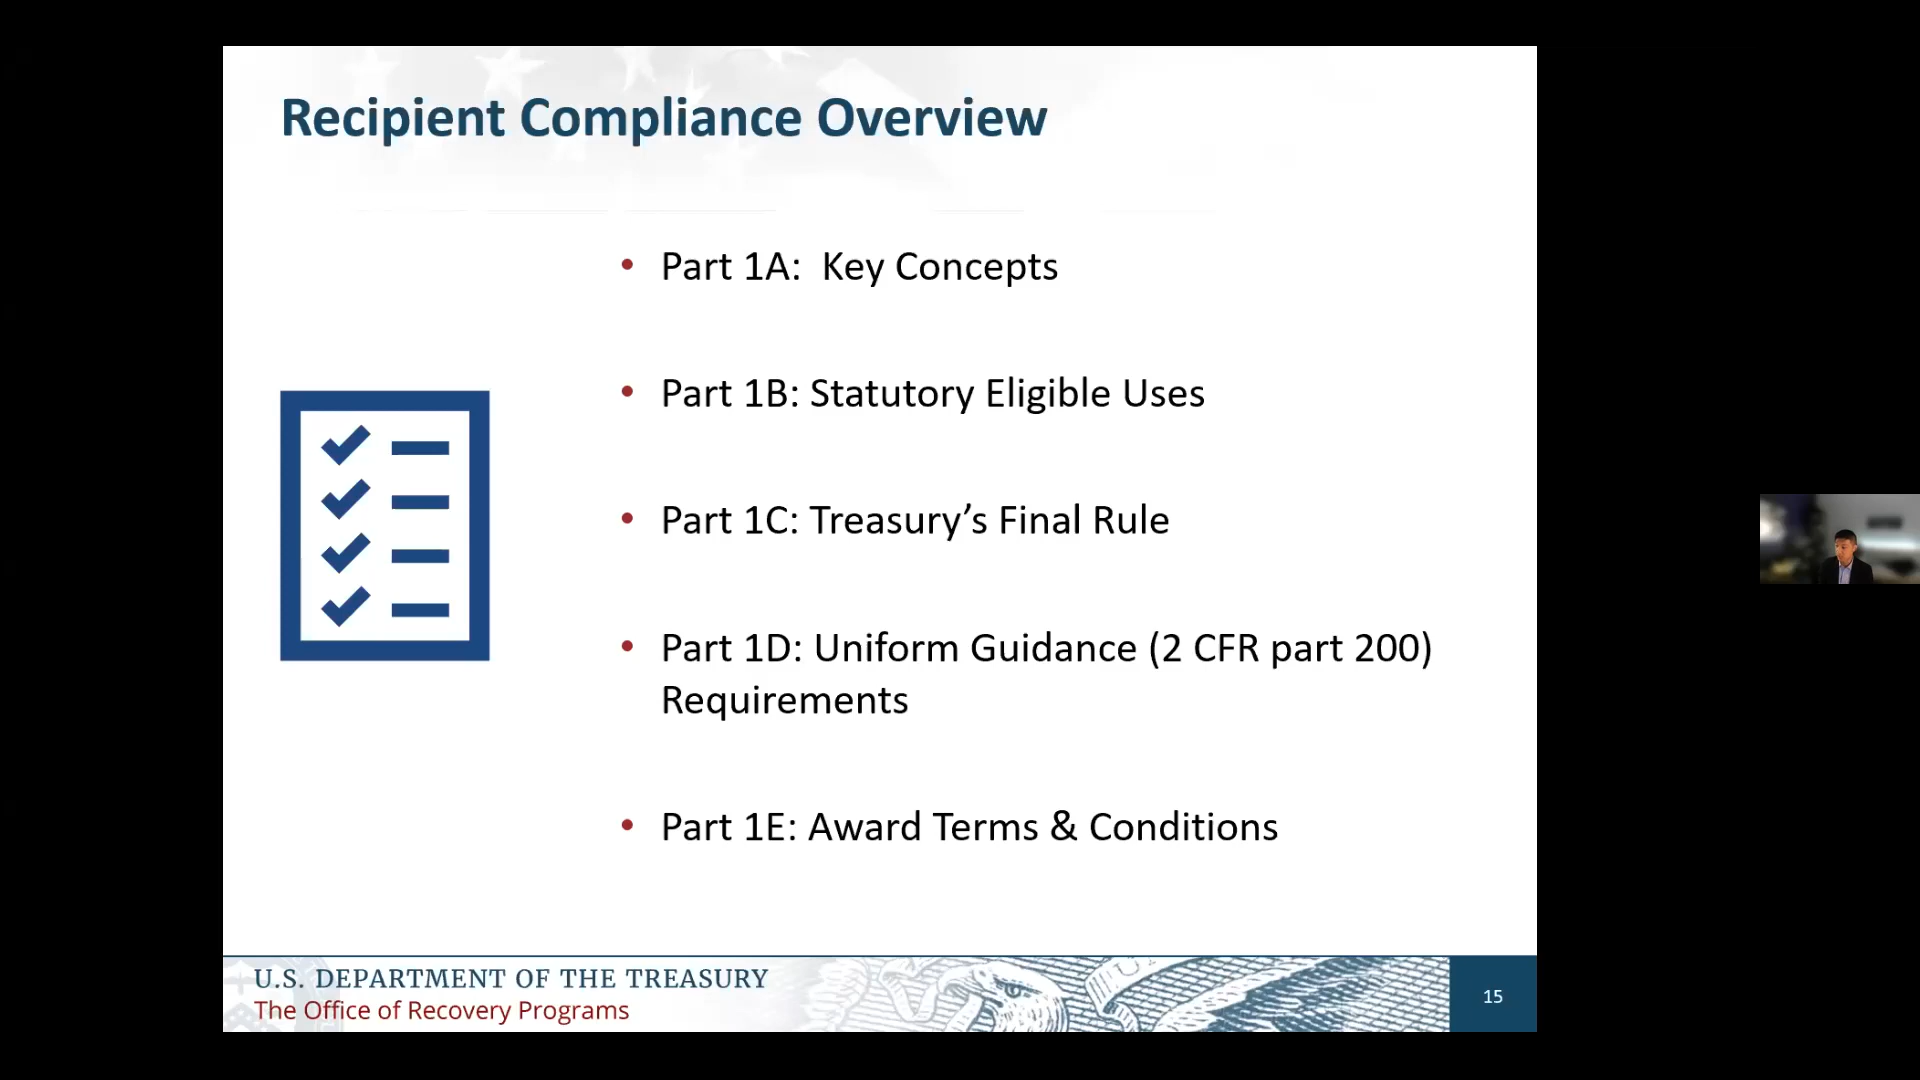 Recipient Compliance Overview
• Part 1A:  Key Concepts
• Part 1B: Statutory Eligible Uses
• Part 1C: Treasury’s Final Rule
• Part 1D: Uniform Guidance (2 CFR part 200)
Requirements
• Part 1E: Award Terms & Conditions
U.S. DEPARTMENT OF THE TREASURY
The Office of Recovery Programs
15